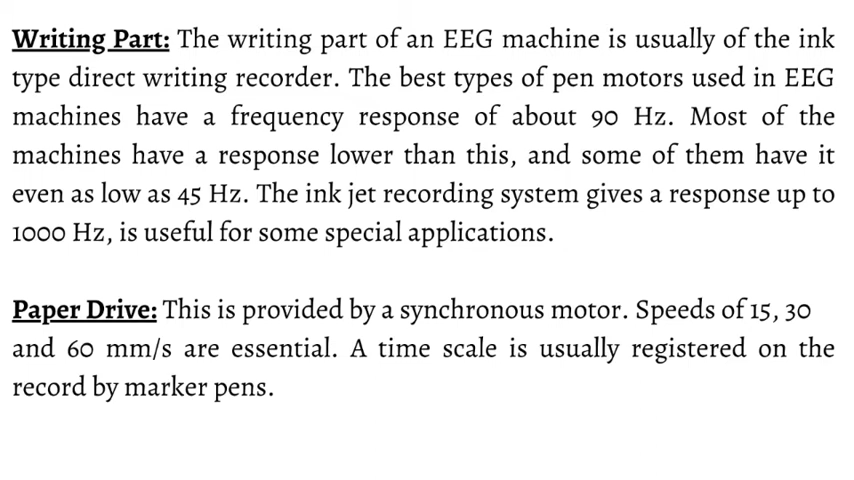 Writing Part: The writing part of an EEG machine is usually of the ink
type direct writing recorder. The best types of pen motors used in EEG
machines have a frequency response of about 90 Hz. Most of the
machines have a response lower than this, and some of them have it
even as low as 45 Hz. The ink jet recording system gives a response up to
1000 Hz, is useful for some special applications.
Paper Drive: This is provided by a synchronous motor. Speeds of 15, 30
and 60 mm/s are essential. A time scale is usually registered on the
record by marker pens.